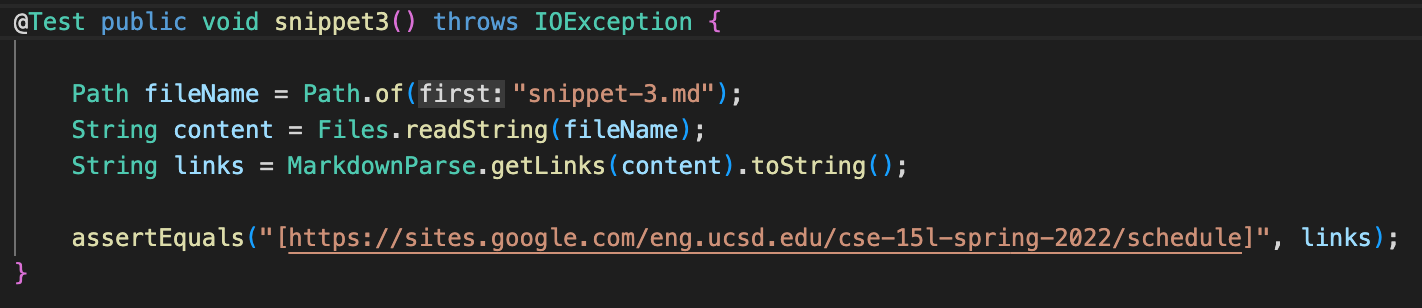 @Test public void snippet3() throws IOException {
Path fileName = Path.of(first: "snippet-3.md");
String content = Files.readString(fileName);
String links = MarkdownParse.getLinks(content).toString();
assertEquals("[https://sites.google.com/eng.ucsd.edu/cse-15l-spring-2022/schedule]", links);
}